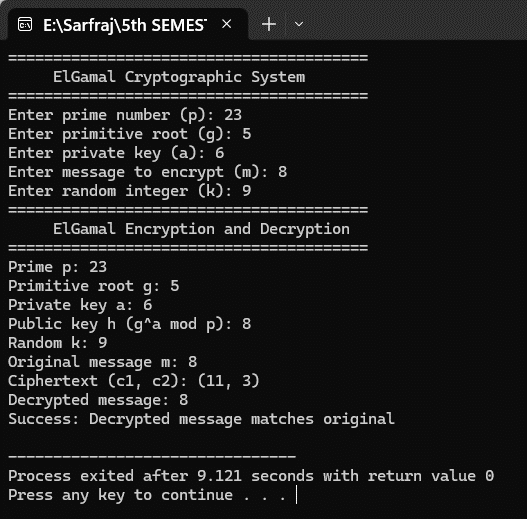 E:\Sarfraj\5th SEMEST
========================================
ElGamal Cryptographic System
========================================
Enter prime number (p): 23
Enter primitive root (g): 5
Enter private key (a): 6
Enter message to encrypt (m): 8
Enter random integer (k): 9
========================================
ElGamal Encryption and Decryption
========================================
Prime p: 23
Primitive root g: 5
Private key a: 6
Public key h (g^a mod p): 8
Random k: 9
Original message m: 8
Ciphertext (c1, c2): (11, 3)
Decrypted message: 8
Success: Decrypted message matches original
--------------------------------
Process exited after 9.121 seconds with return value 0
Press any key to continue . . .